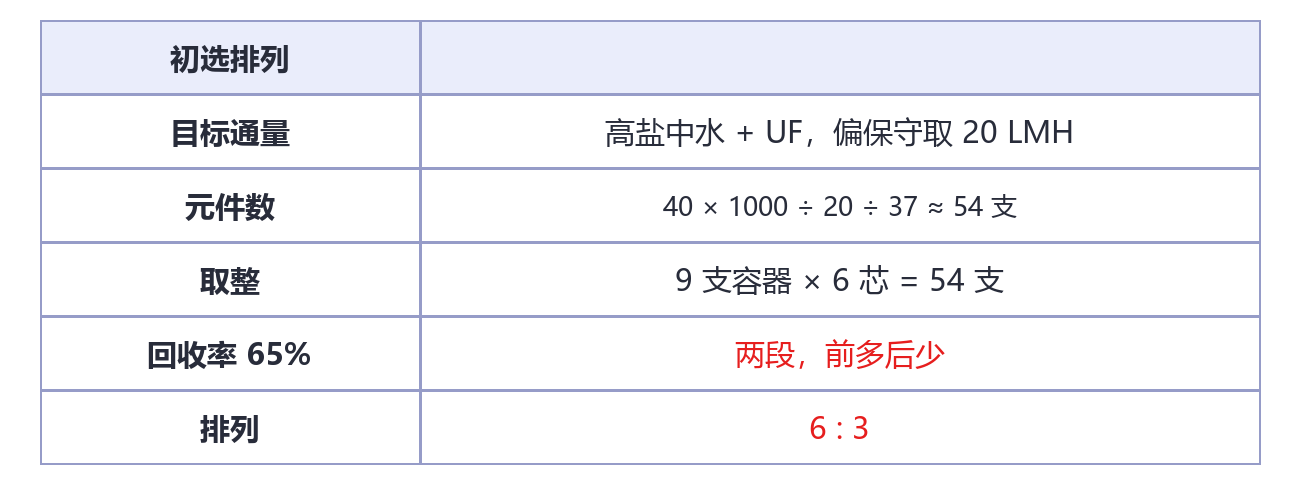 初选排列
目标通量 高盐中水 + UF，偏保守取 20 LMH
元件数 40 × 1000 ÷ 20 ÷ 37 ≈ 54 支
取整 9 支容器 × 6 芯 = 54 支
回收率 65% 两段，前多后少
排列 6 : 3